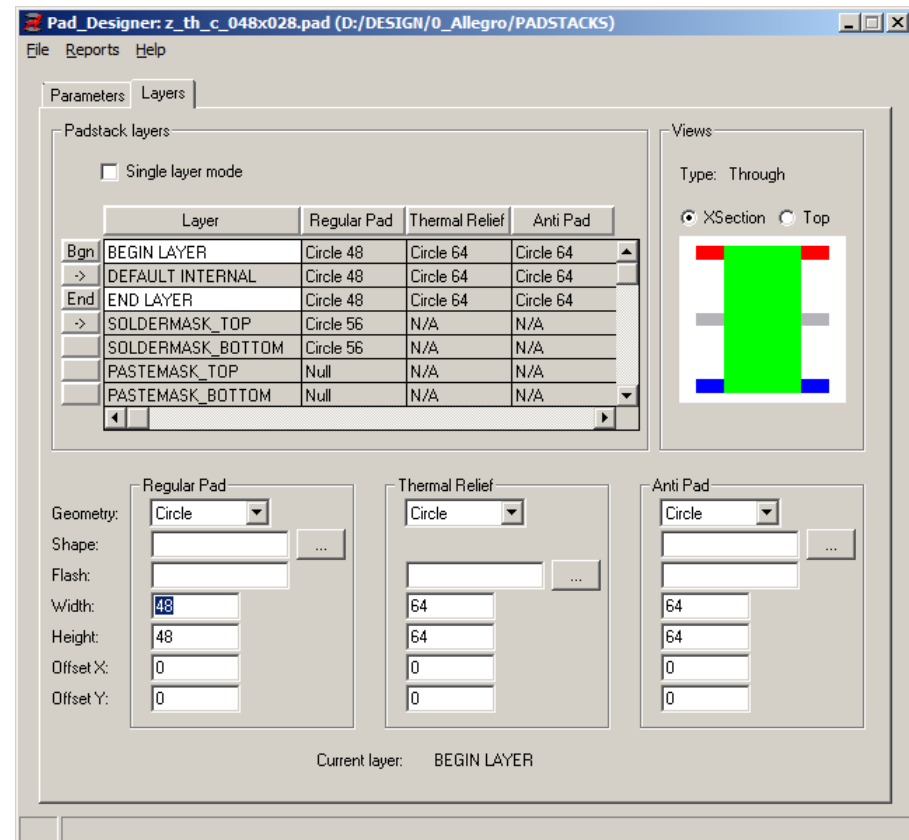 Pad_Designer: z_th_c_048x028.pad (D:/DESIGN/0_Allegro/PADSTACKS)
File Reports Help
Parameters Layers
Padstack layers
Views
Single layer mode
Type: Through
XSection Top
Layer Regular Pad Thermal Relief Anti Pad
Bgn BEGIN LAYER Circle 48 Circle 64 Circle 64
-> DEFAULT INTERNAL Circle 48 Circle 64 Circle 64
End END LAYER Circle 48 Circle 64 Circle 64
-> SOLDERMASK_TOP Circle 56 N/A N/A
SOLDERMASK_BOTTOM Circle 56 N/A N/A
PASTEMASK_TOP Null N/A N/A
PASTEMASK_BOTTOM Null N/A N/A
Regular Pad Thermal Relief Anti Pad
Geometry: Circle Circle Circle
Shape: ... ...
Flash: ...
Width: 48 64 64
Height: 48 64 64
Offset X: 0 0 0
Offset Y: 0 0 0
Current layer: BEGIN LAYER